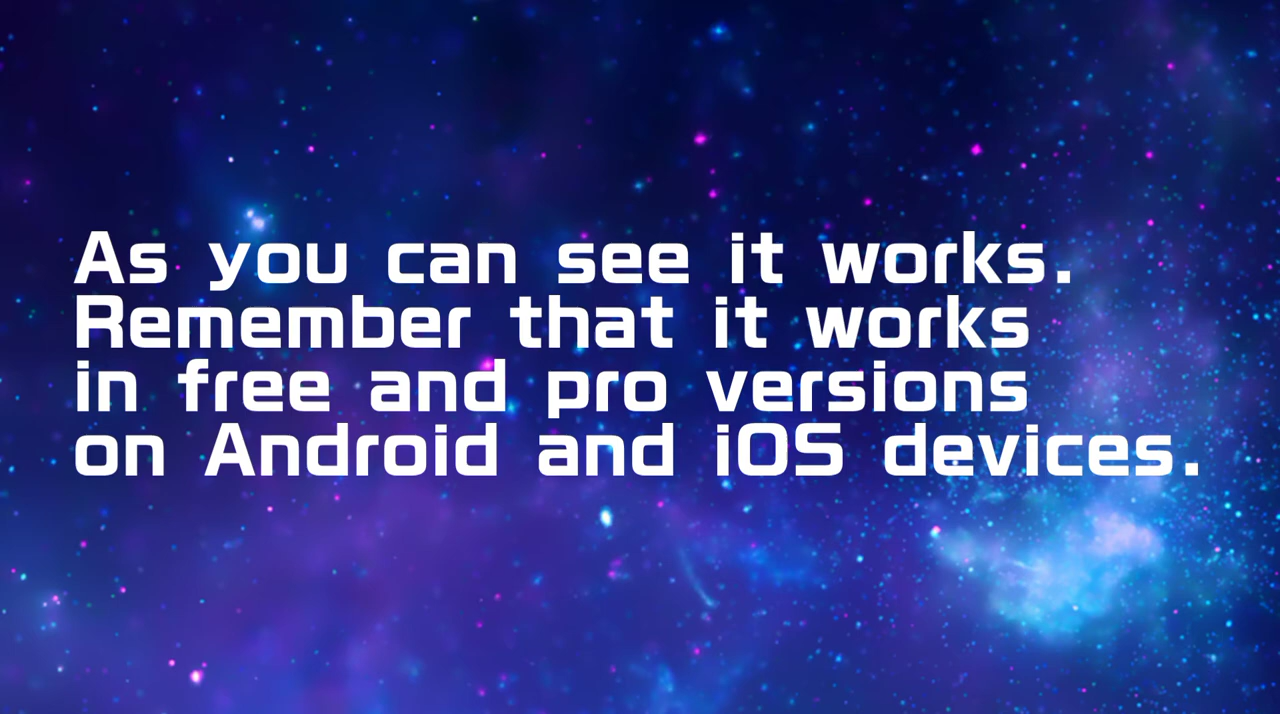 As you can see it works.
Remember that it works
in free and pro versions
on Android and iOS devices.